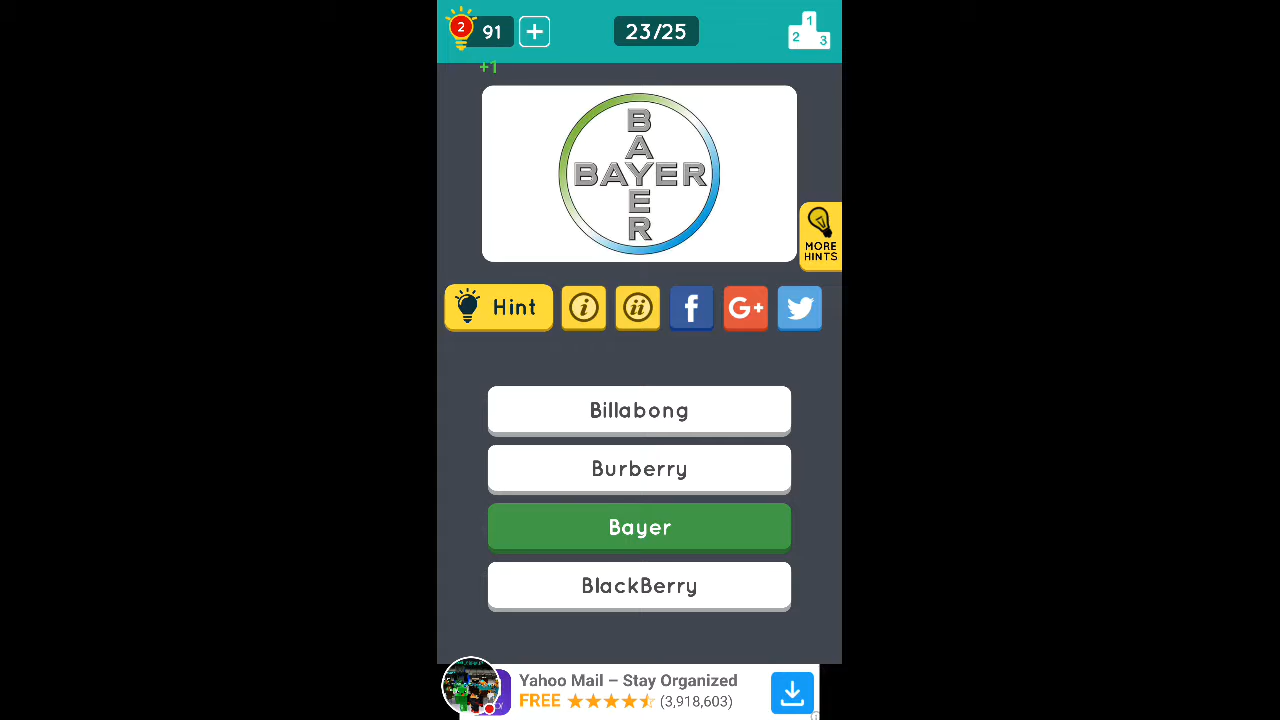 2
91
+
23/25
1
2
3
+1
BAYER
BAYER
MORE
HINTS
Hint
i
ii
f
G+
Billabong
Burberry
Bayer
BlackBerry
Yahoo Mail – Stay Organized
FREE
(3,918,603)